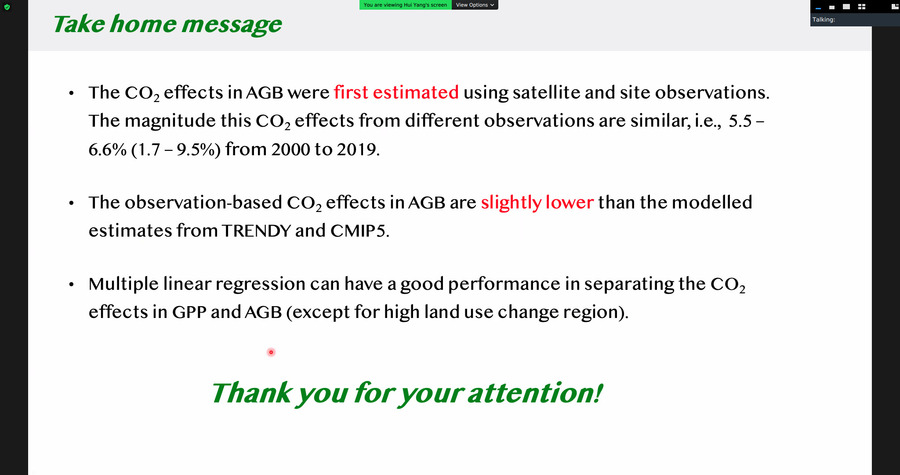 You are viewing Hui Yang's screen
View Options
Talking:
Take home message
• The CO₂ effects in AGB were first estimated using satellite and site observations.
The magnitude this CO₂ effects from different observations are similar, i.e., 5.5 –
6.6% (1.7 – 9.5%) from 2000 to 2019.
• The observation-based CO₂ effects in AGB are slightly lower than the modelled
estimates from TRENDY and CMIP5.
• Multiple linear regression can have a good performance in separating the CO₂
effects in GPP and AGB (except for high land use change region).
Thank you for your attention!